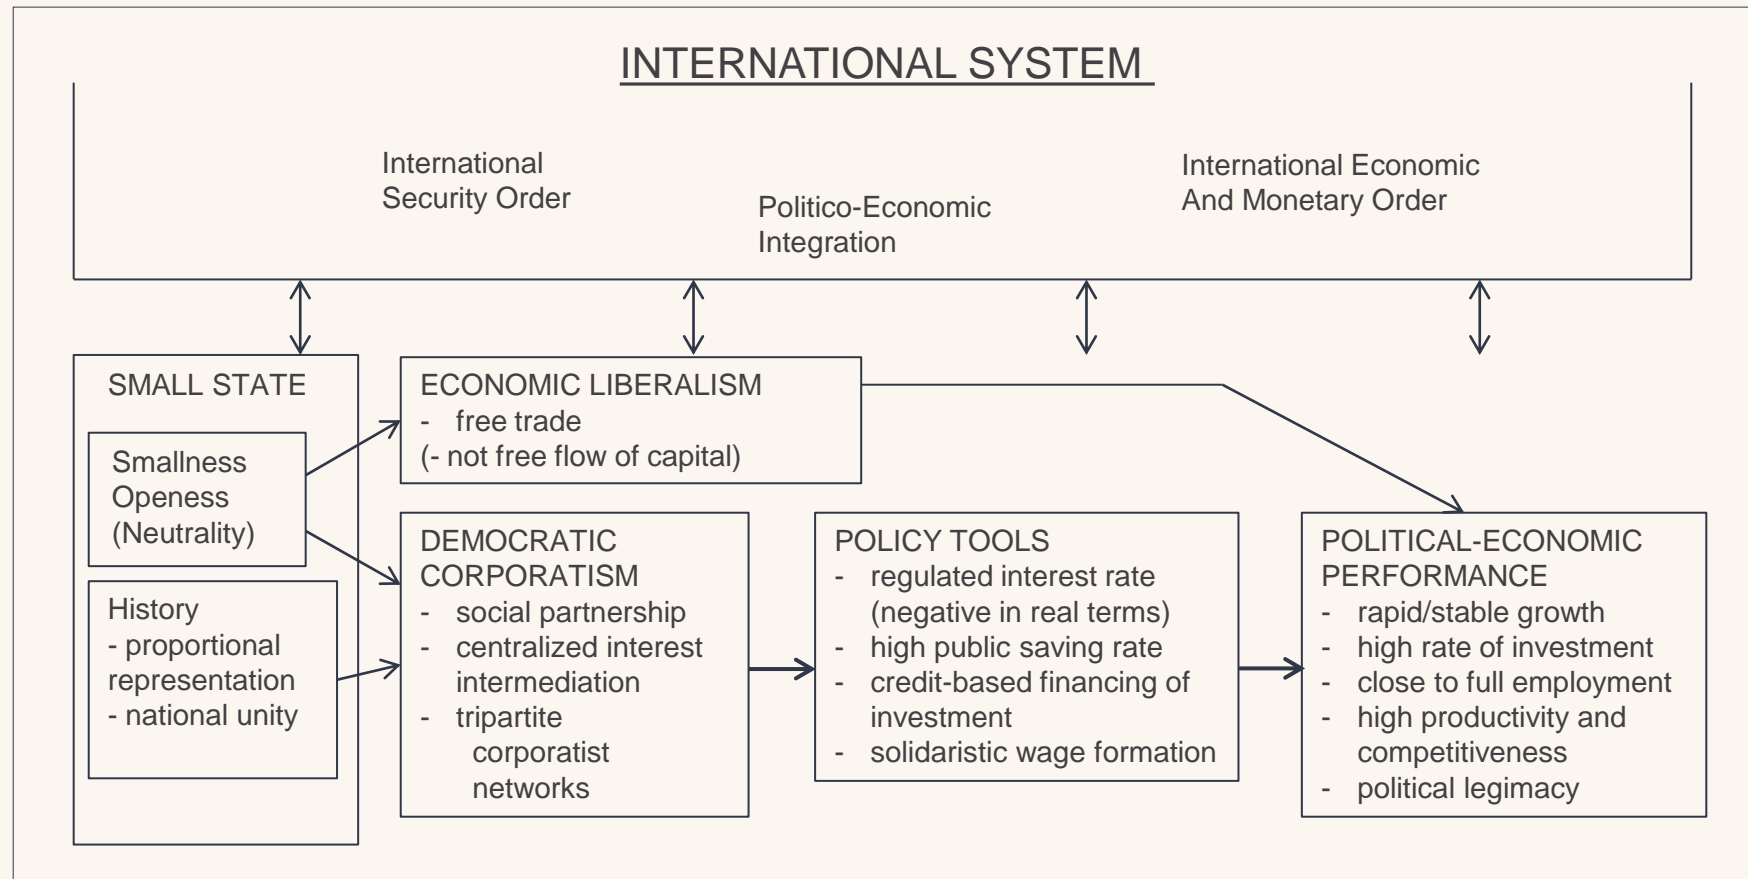 INTERNATIONAL SYSTEM
International
Security Order
Politico-Economic
Integration
International Economic
And Monetary Order
SMALL STATE
Smallness
Openess
(Neutrality)
History
- proportional
representation
- national unity
ECONOMIC LIBERALISM
- free trade
(- not free flow of capital)
DEMOCRATIC
CORPORATISM
- social partnership
- centralized interest
intermediation
- tripartite
corporatist
networks
POLICY TOOLS
- regulated interest rate
(negative in real terms)
- high public saving rate
- credit-based financing of
investment
- solidaristic wage formation
POLITICAL-ECONOMIC
PERFORMANCE
- rapid/stable growth
- high rate of investment
- close to full employment
- high productivity and
competitiveness
- political legimacy